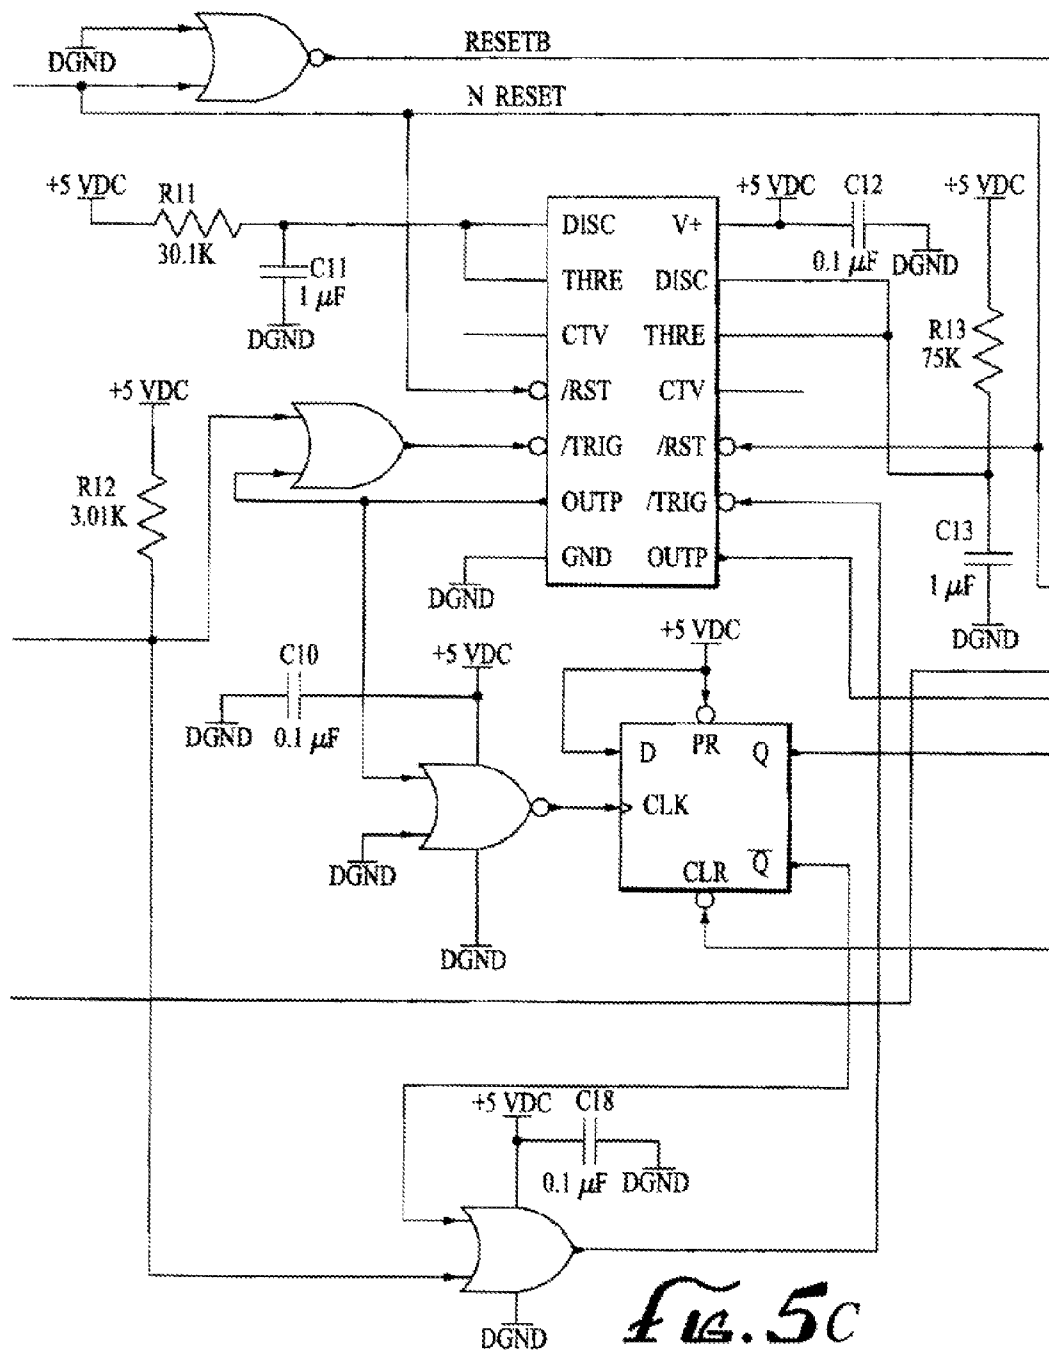 RESETB
DGND
N RESET
+5 VDC
R11
30.1K
C11
1 µF
DGND
+5 VDC
C12
0.1 µF
DGND
+5 VDC
R13
75K
C13
1 µF
DGND
DISC
THRE
CTV
/RST
/TRIG
OUTP
GND
V+
DISC
THRE
CTV
/RST
/TRIG
OUTP
DGND
+5 VDC
R12
3.01K
C10
0.1 µF
DGND
+5 VDC
DGND
DGND
+5 VDC
D
PR
Q
CLK
CLR
Q̅
+5 VDC
C18
0.1 µF
DGND
DGND
FIG. 5C